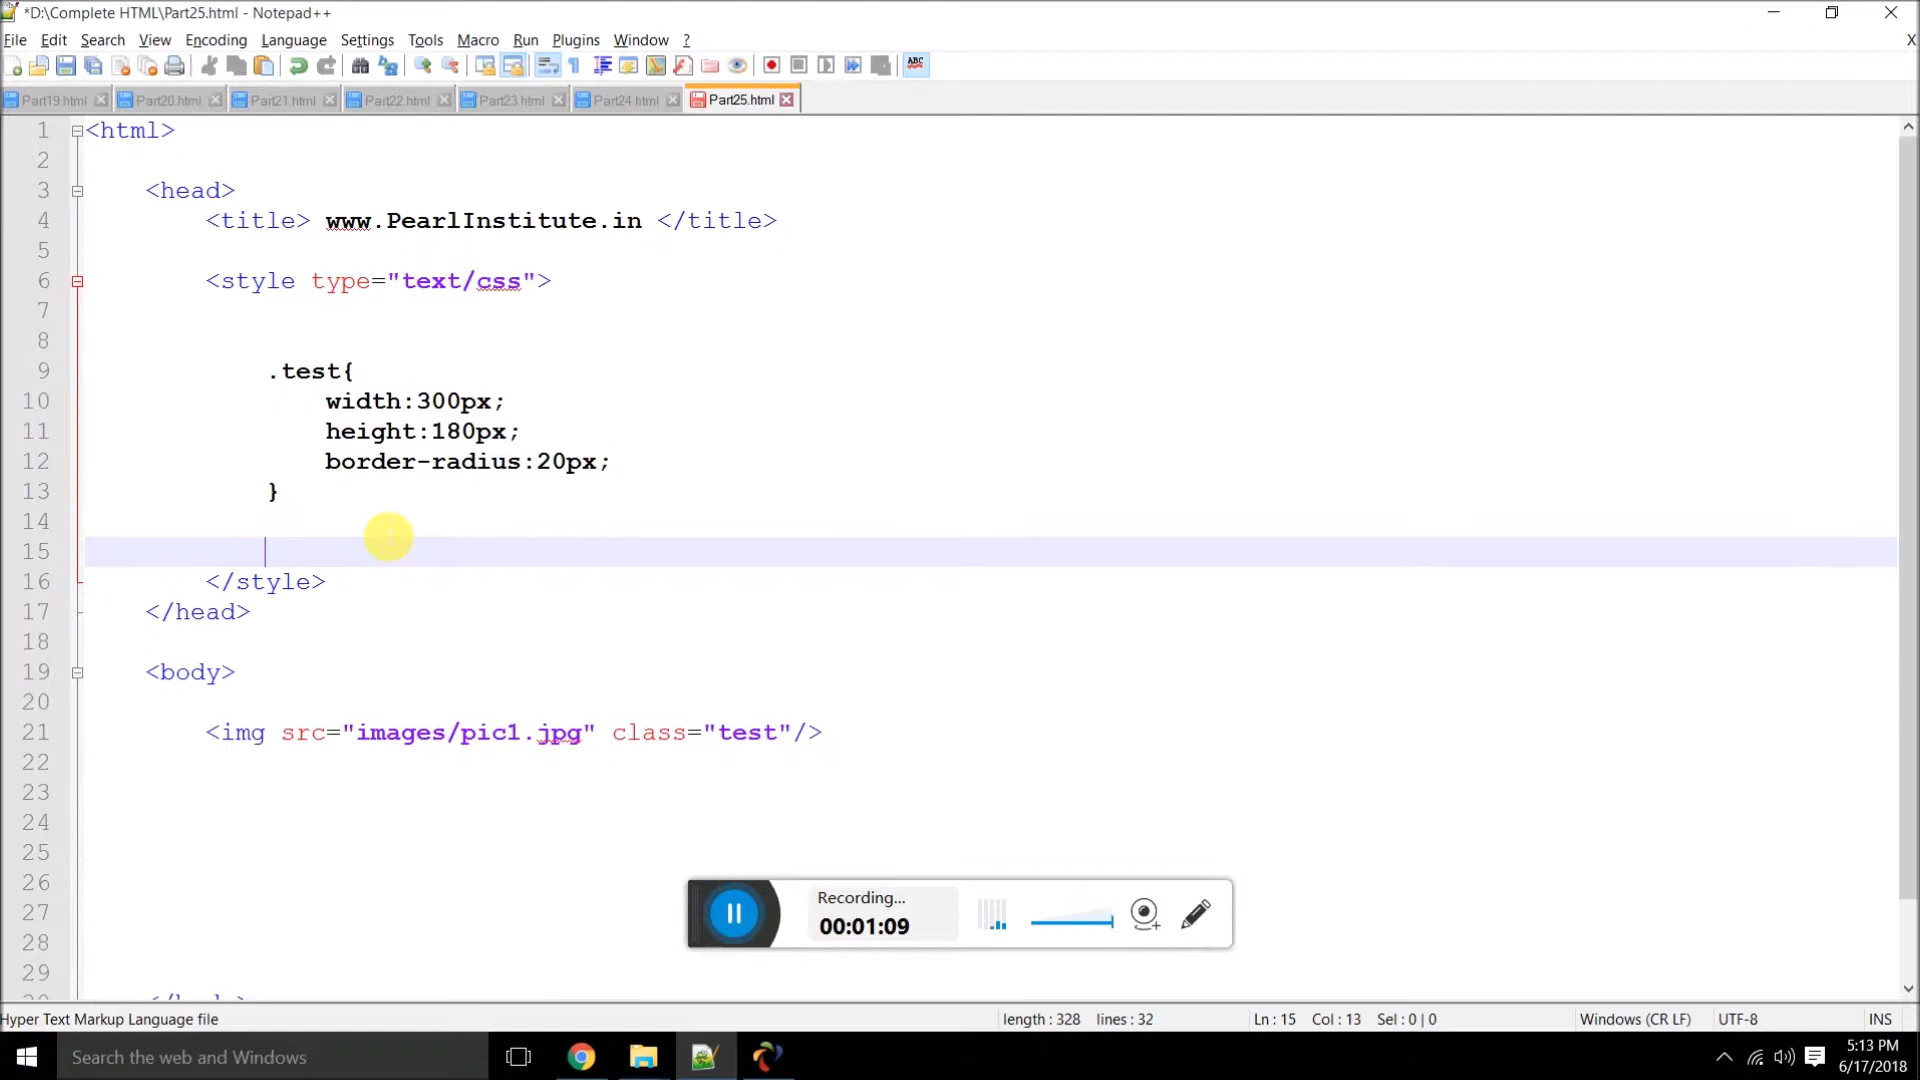 *D:\Complete HTML\Part25.html - Notepad++
File Edit Search View Encoding Language Settings Tools Macro Run Plugins Window ? X
ABC
Part19.html Part20.html Part21.html Part22.html Part23.html Part24.html Part25.html
1 <html>
2
3 <head>
4 <title> www.PearlInstitute.in </title>
5
6 <style type="text/css">
7
8
9 .test{
10 width:300px;
11 height:180px;
12 border-radius:20px;
13 }
14
15
16 </style>
17 </head>
18
19 <body>
20
21 <img src="images/pic1.jpg" class="test"/>
22
23
24
25
26
27
28
29
Recording...
00:01:09
Hyper Text Markup Language file length : 328 lines : 32 Ln : 15 Col : 13 Sel : 0 | 0 Windows (CR LF) UTF-8 INS
Search the web and Windows
5:13 PM
6/17/2018